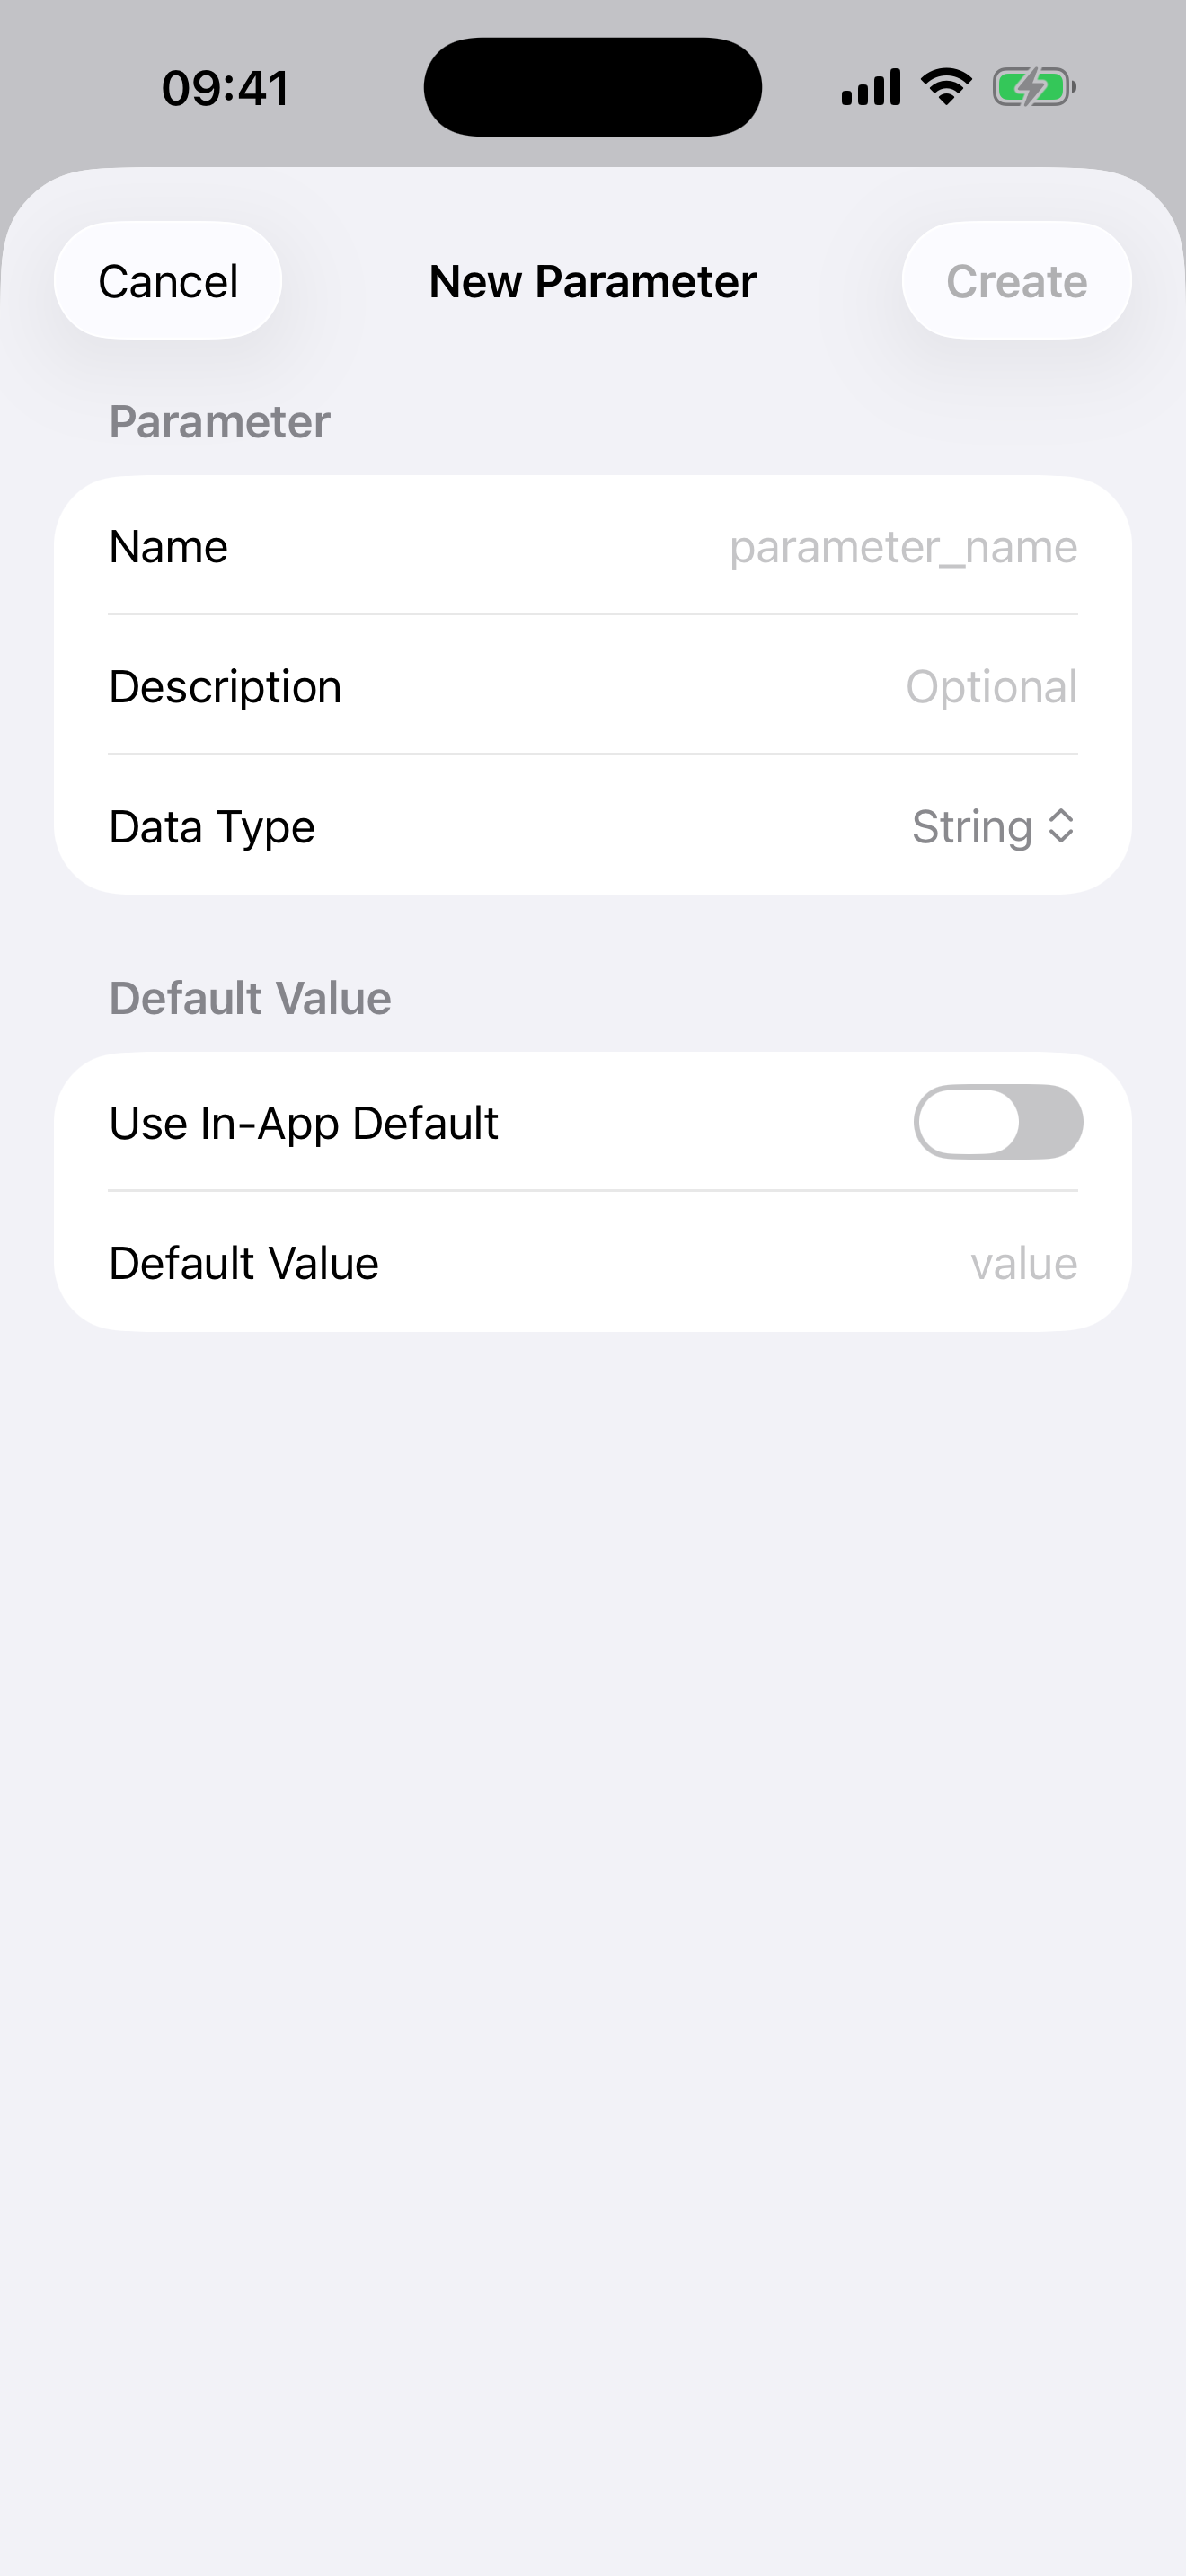 09:41
Cancel New Parameter Create
Parameter
Name parameter_name
Description Optional
Data Type String
Default Value
Use In-App Default
Default Value value